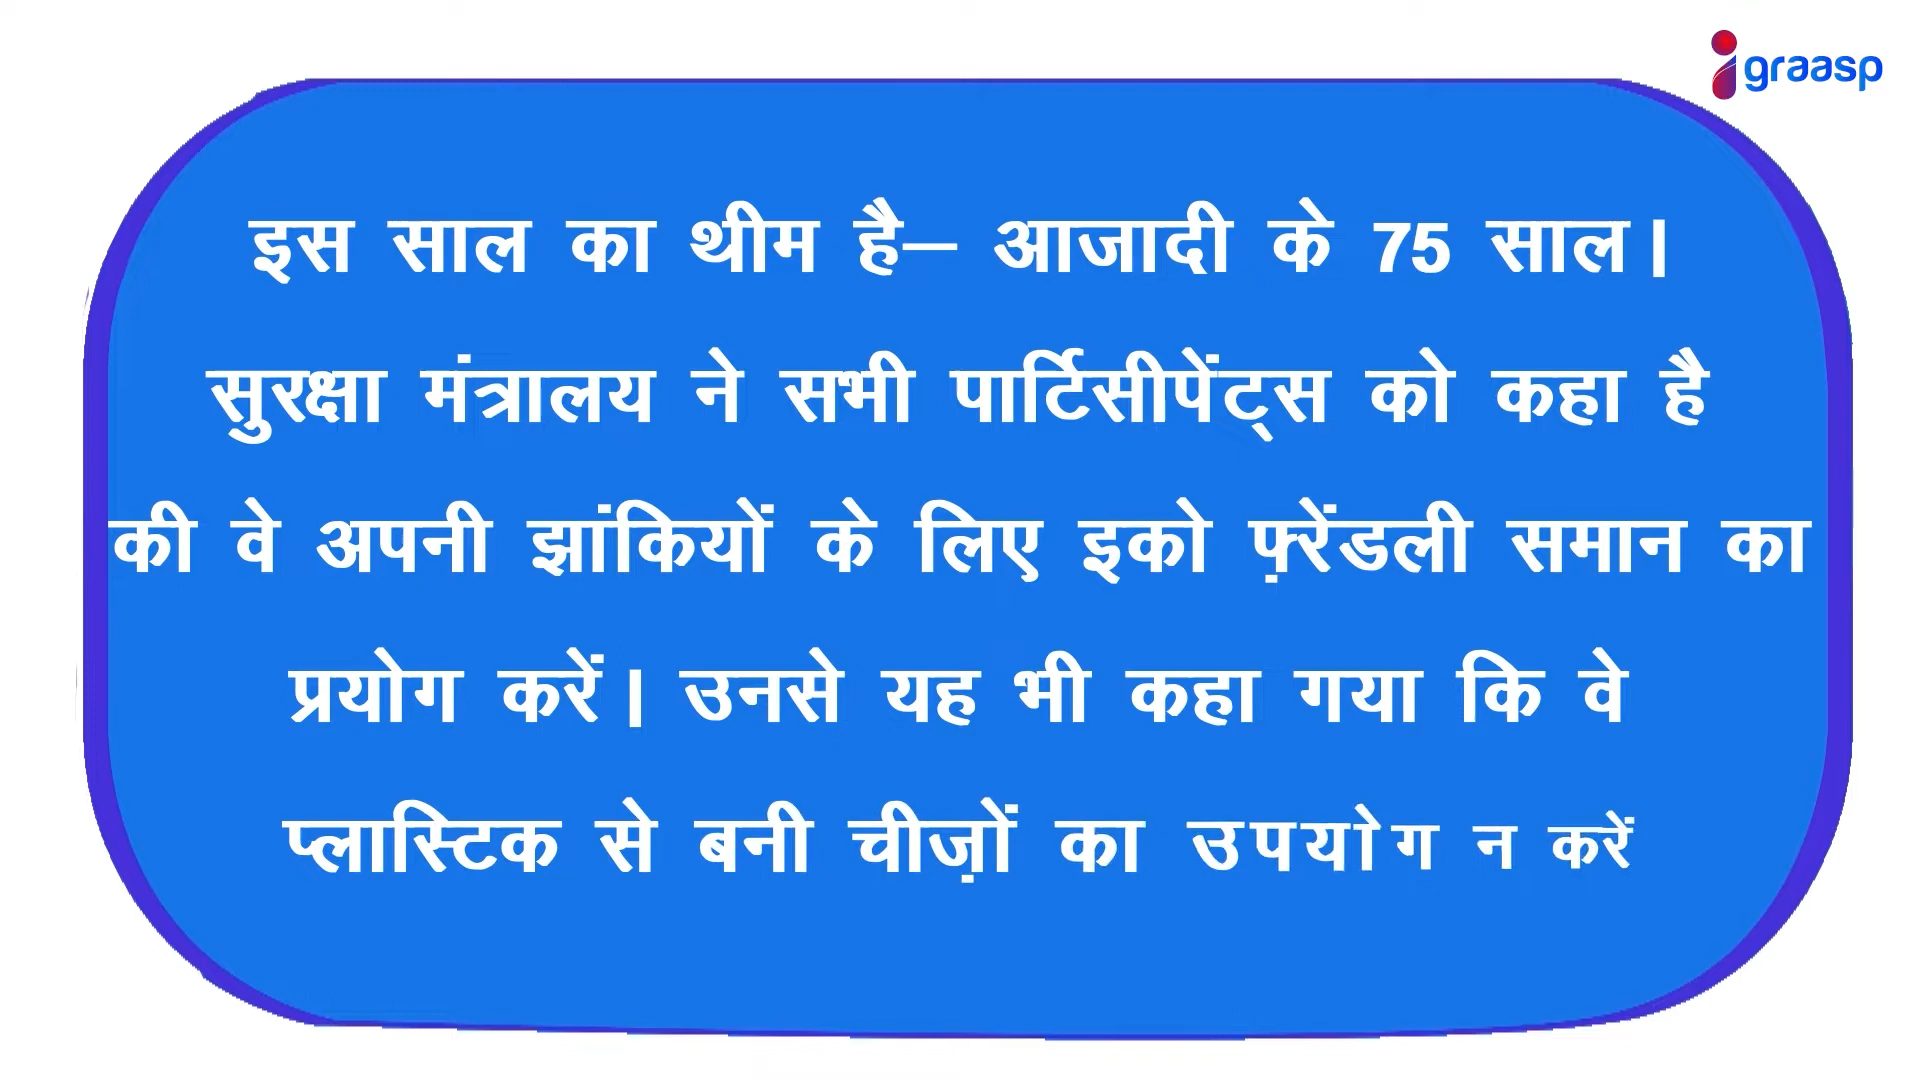 graasp
इस साल का थीम है– आजादी के 75 साल।
सुरक्षा मंत्रालय ने सभी पार्टिसीपेंट्स को कहा है
की वे अपनी झांकियों के लिए इको फ़्रेंडली समान का
प्रयोग करें। उनसे यह भी कहा गया कि वे
प्लास्टिक से बनी चीज़ों का उपयोग न करें